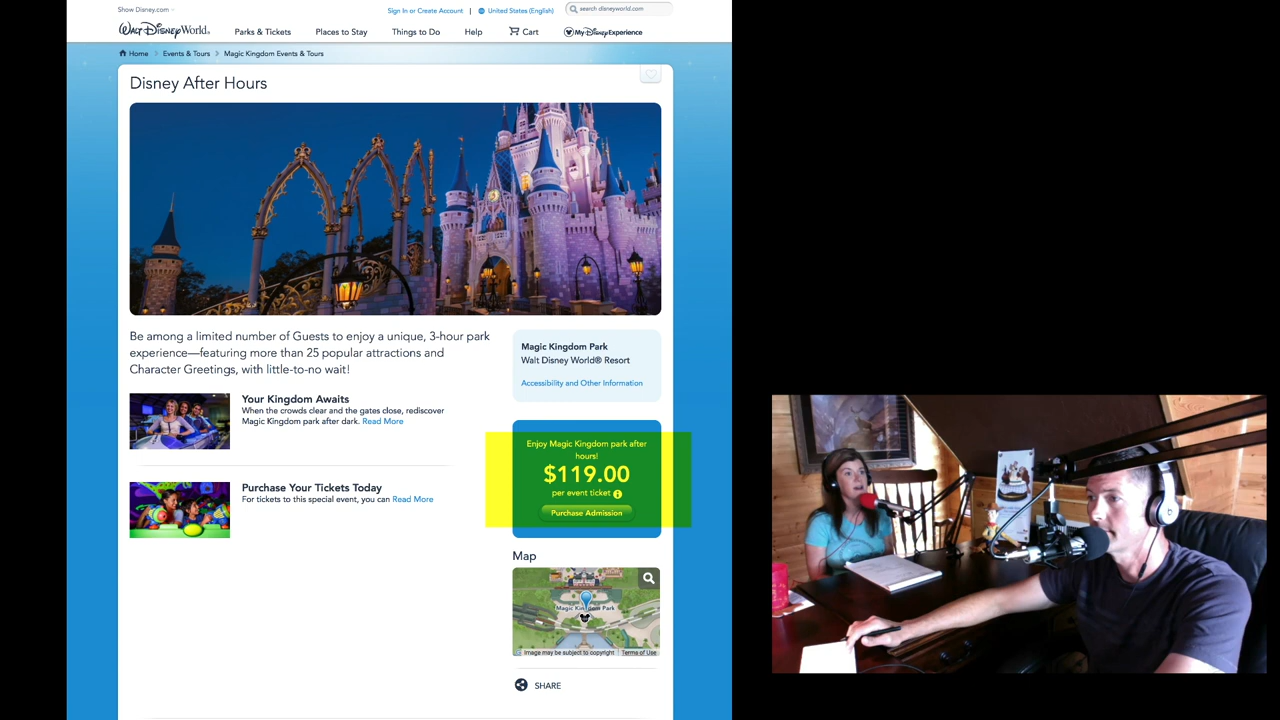 Show Disney.com
Sign In or Create Account | United States (English)
search disneyworld.com
Walt Disney World.
Parks & Tickets Places to Stay Things to Do Help Cart My Disney Experience
Home > Events & Tours > Magic Kingdom Events & Tours
Disney After Hours
Be among a limited number of Guests to enjoy a unique, 3-hour park
experience—featuring more than 25 popular attractions and
Character Greetings, with little-to-no wait!
Your Kingdom Awaits
When the crowds clear and the gates close, rediscover
Magic Kingdom park after dark. Read More
Purchase Your Tickets Today
For tickets to this special event, you can Read More
Magic Kingdom Park
Walt Disney World® Resort
Accessibility and Other Information
Enjoy Magic Kingdom park after
hours!
$119.00
per event ticket
Purchase Admission
Map
Magic Kingdom Park
Image may be subject to copyright Terms of Use
SHARE